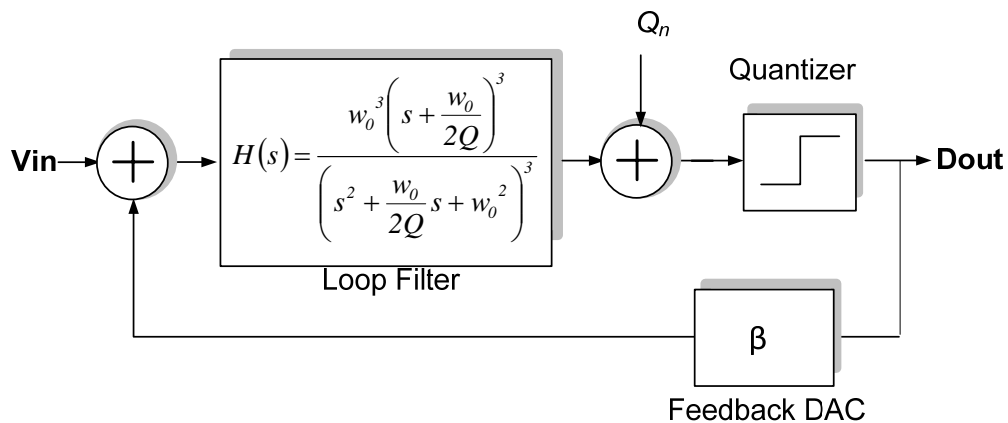 Qn
Quantizer
Vin
+
H(s) = w0^3 (s + w0/2Q)^3 / (s^2 + w0/2Q s + w0^2)^3
+
Dout
Loop Filter
β
Feedback DAC